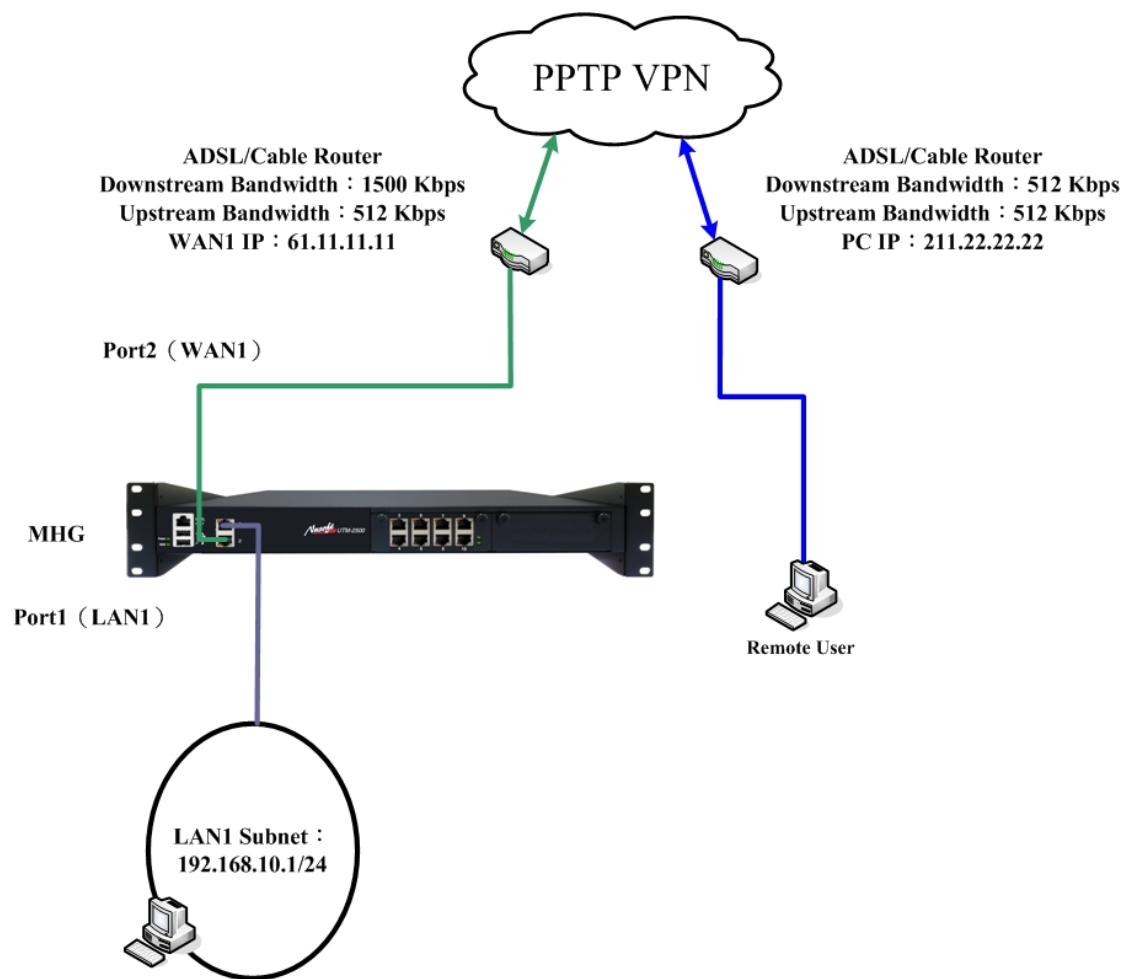 PPTP VPN
ADSL/Cable Router
Downstream Bandwidth：1500 Kbps
Upstream Bandwidth：512 Kbps
WAN1 IP：61.11.11.11
ADSL/Cable Router
Downstream Bandwidth：512 Kbps
Upstream Bandwidth：512 Kbps
PC IP：211.22.22.22
Port2（WAN1）
MHG
UTM-2500
Port1（LAN1）
Remote User
LAN1 Subnet：
192.168.10.1/24